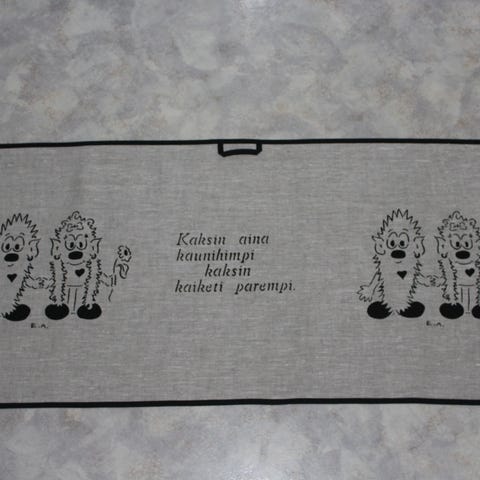 Kaksin aina
kaunihimpi
kaksin
kaiketi parempi.
E.A.
E.A.